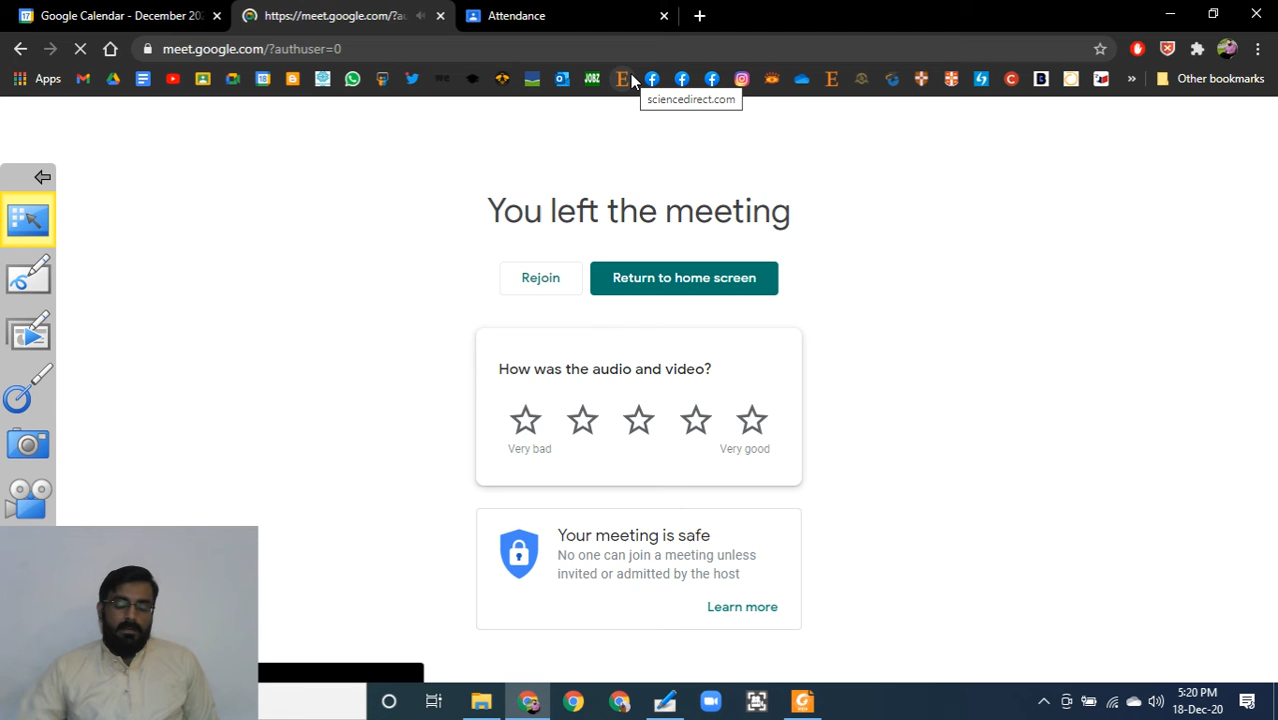 Google Calendar - December 202
https://meet.google.com/?a
Attendance
meet.google.com/?authuser=0
Apps
JOBZ
Other bookmarks
sciencedirect.com
You left the meeting
Rejoin
Return to home screen
How was the audio and video?
Very bad
Very good
Your meeting is safe
No one can join a meeting unless
invited or admitted by the host
Learn more
5:20 PM
18-Dec-20